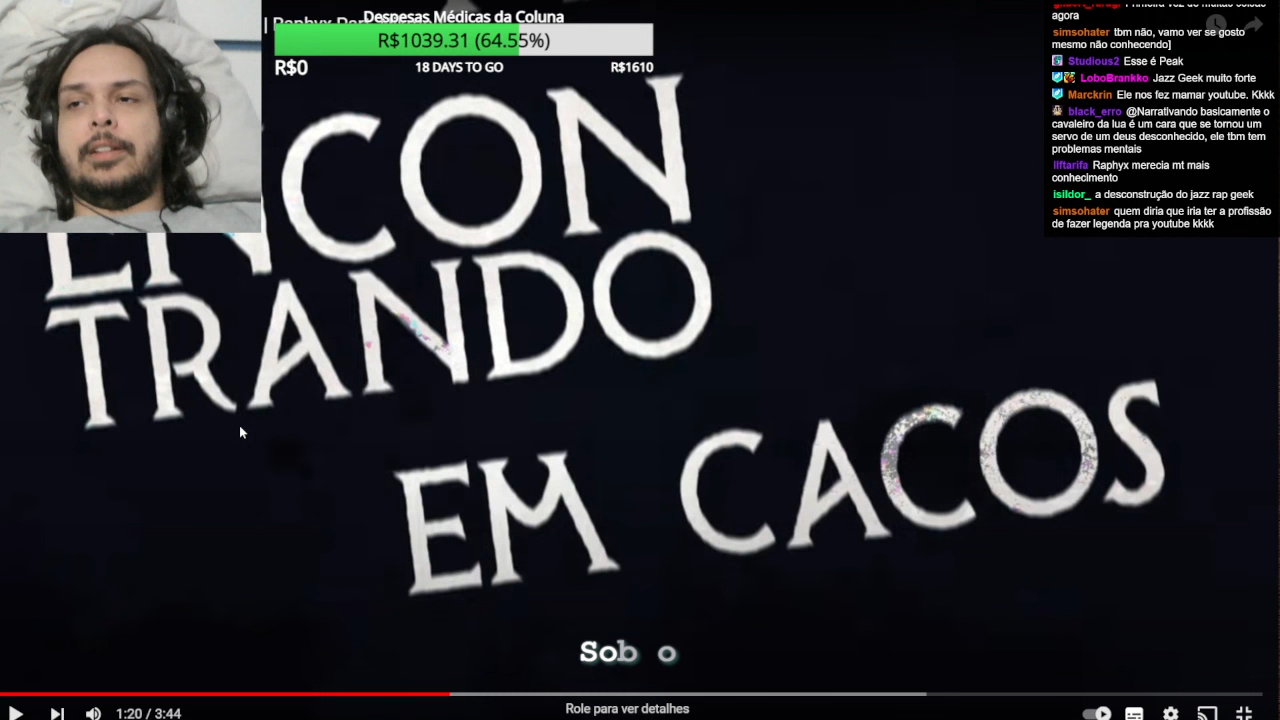 Despesas Médicas da Coluna
R$1039.31 (64.55%)
R$0 18 DAYS TO GO R$1610
CON
TRANDO
EM CACOS
Sob o
1:20 / 3:44
Role para ver detalhes
agora
simsohater tbm não, vamo ver se gosto
mesmo não conhecendo]
Studious2 Esse é Peak
LoboBrankko Jazz Geek muito forte
Marckrin Ele nos fez mamar youtube. Kkkk
black_erro @Narrativando basicamente o
cavaleiro da lua é um cara que se tornou um
servo de um deus desconhecido, ele tbm tem
problemas mentais
liftarifa Raphyx merecia mt mais
conhecimento
isildor_ a desconstrução do jazz rap geek
simsohater quem diria que iria ter a profissão
de fazer legenda pra youtube kkkk